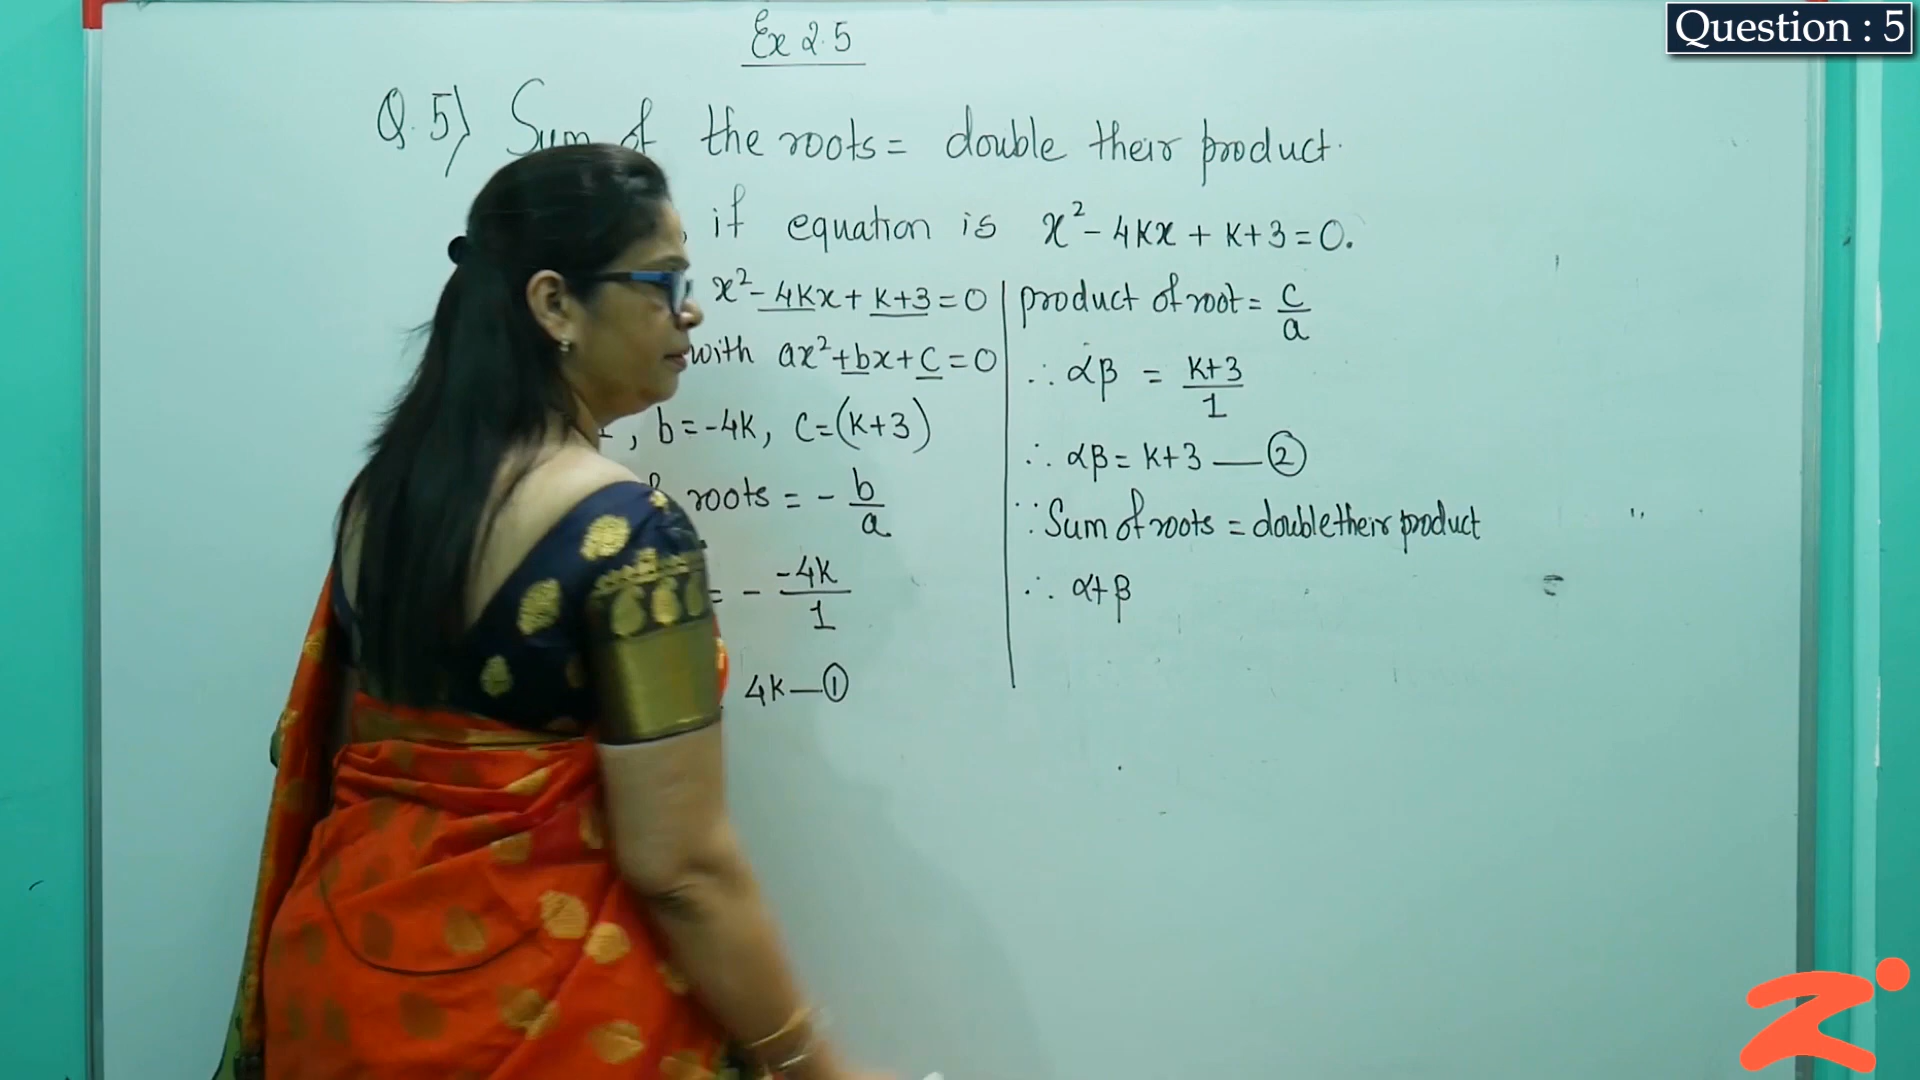 Question : 5
Ex 2.5
Q.5) Sum of the roots = double their product.
if equation is x² - 4kx + k+3 = 0.
x² - 4kx + k+3 = 0
with ax² + bx + c = 0
, b = -4k, c = (k+3)
roots = - b/a
= - -4k/1
4k — ①
product of root = c/a
∴ αβ = k+3/1
∴ αβ = k+3 — ②
∵ Sum of roots = double their product
∴ α+β